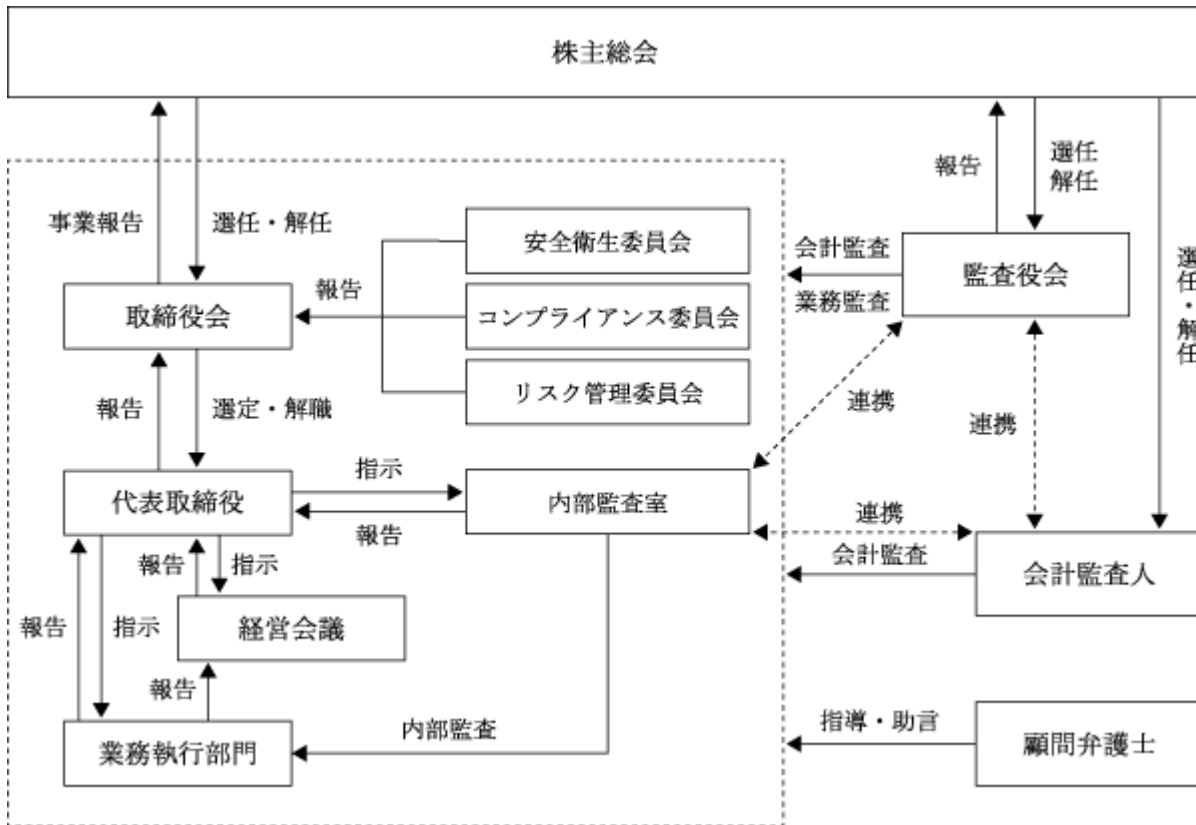 株主総会
報告
選任
解任
事業報告
選任・解任
安全衛生委員会
会計監査
監査役会
選任・解任
報告
取締役会
コンプライアンス委員会
業務監査
リスク管理委員会
報告
選定・解職
連携
連携
指示
代表取締役
内部監査室
報告
連携
報告
指示
会計監査
会計監査人
報告
指示
経営会議
報告
内部監査
指導・助言
業務執行部門
顧問弁護士